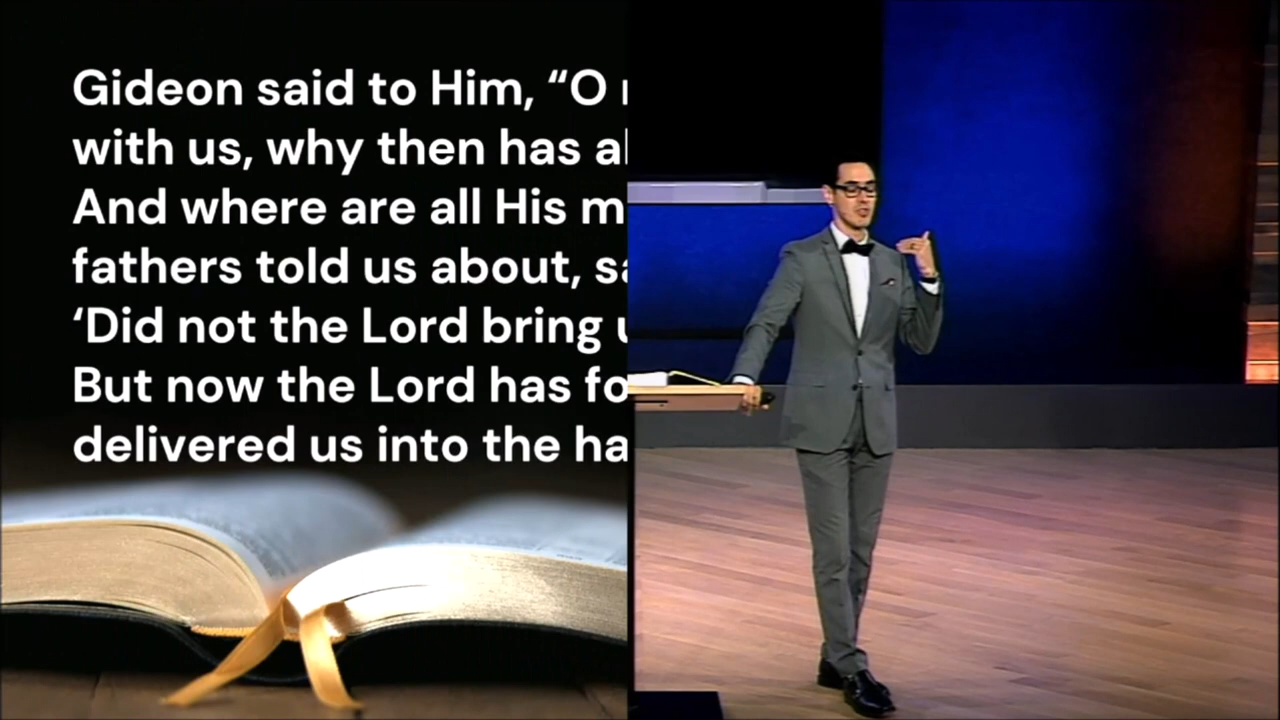 Gideon said to Him, “O
with us, why then has
And where are all His
fathers told us about,
‘Did not the Lord bring
But now the Lord has
delivered us into the